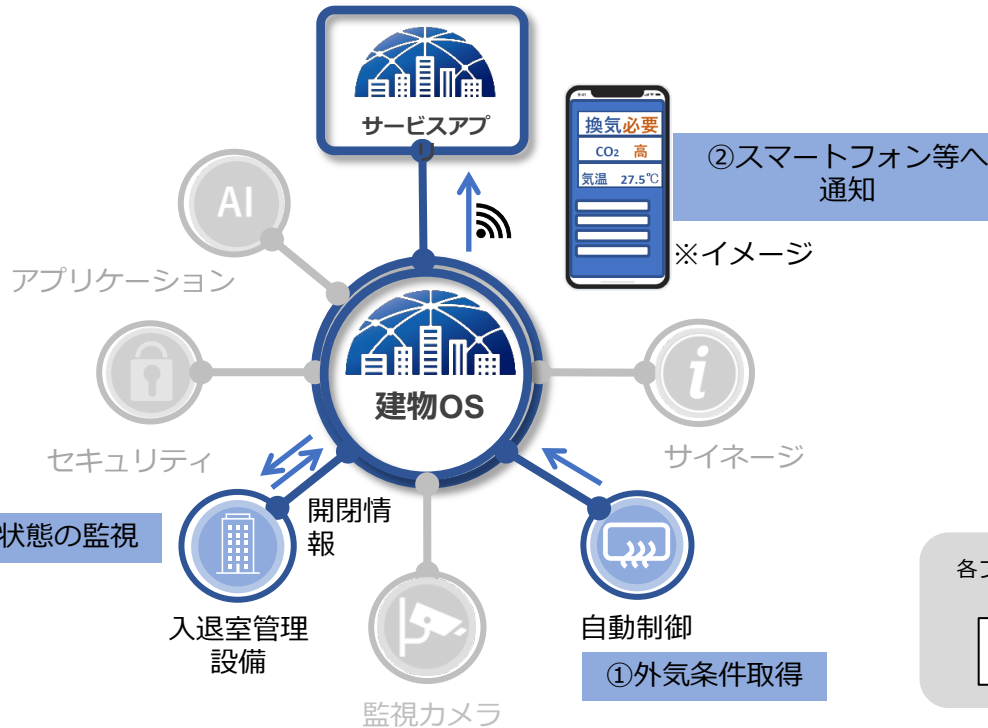 サービスアプリ
換気必要
CO₂ 高
気温 27.5℃
②スマートフォン等へ
通知
※イメージ
AI
アプリケーション
建物OS
セキュリティ
サイネージ
状態の監視
開閉情
報
入退室管理
設備
自動制御
①外気条件取得
監視カメラ